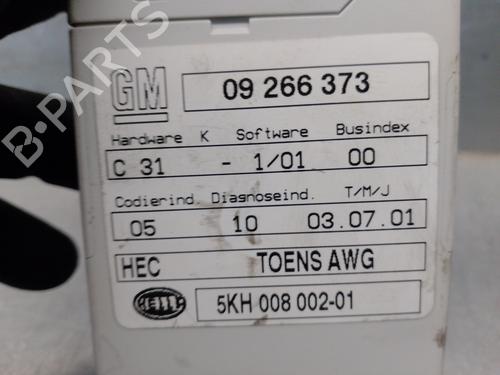 GM 09 266 373
Hardware K Software Busindex
C 31 - 1/01 00
Codierind. Diagnoseind. T/M/J
05 10 03.07.01
HEC TOENS AWG
HELLA 5KH 008 002-01